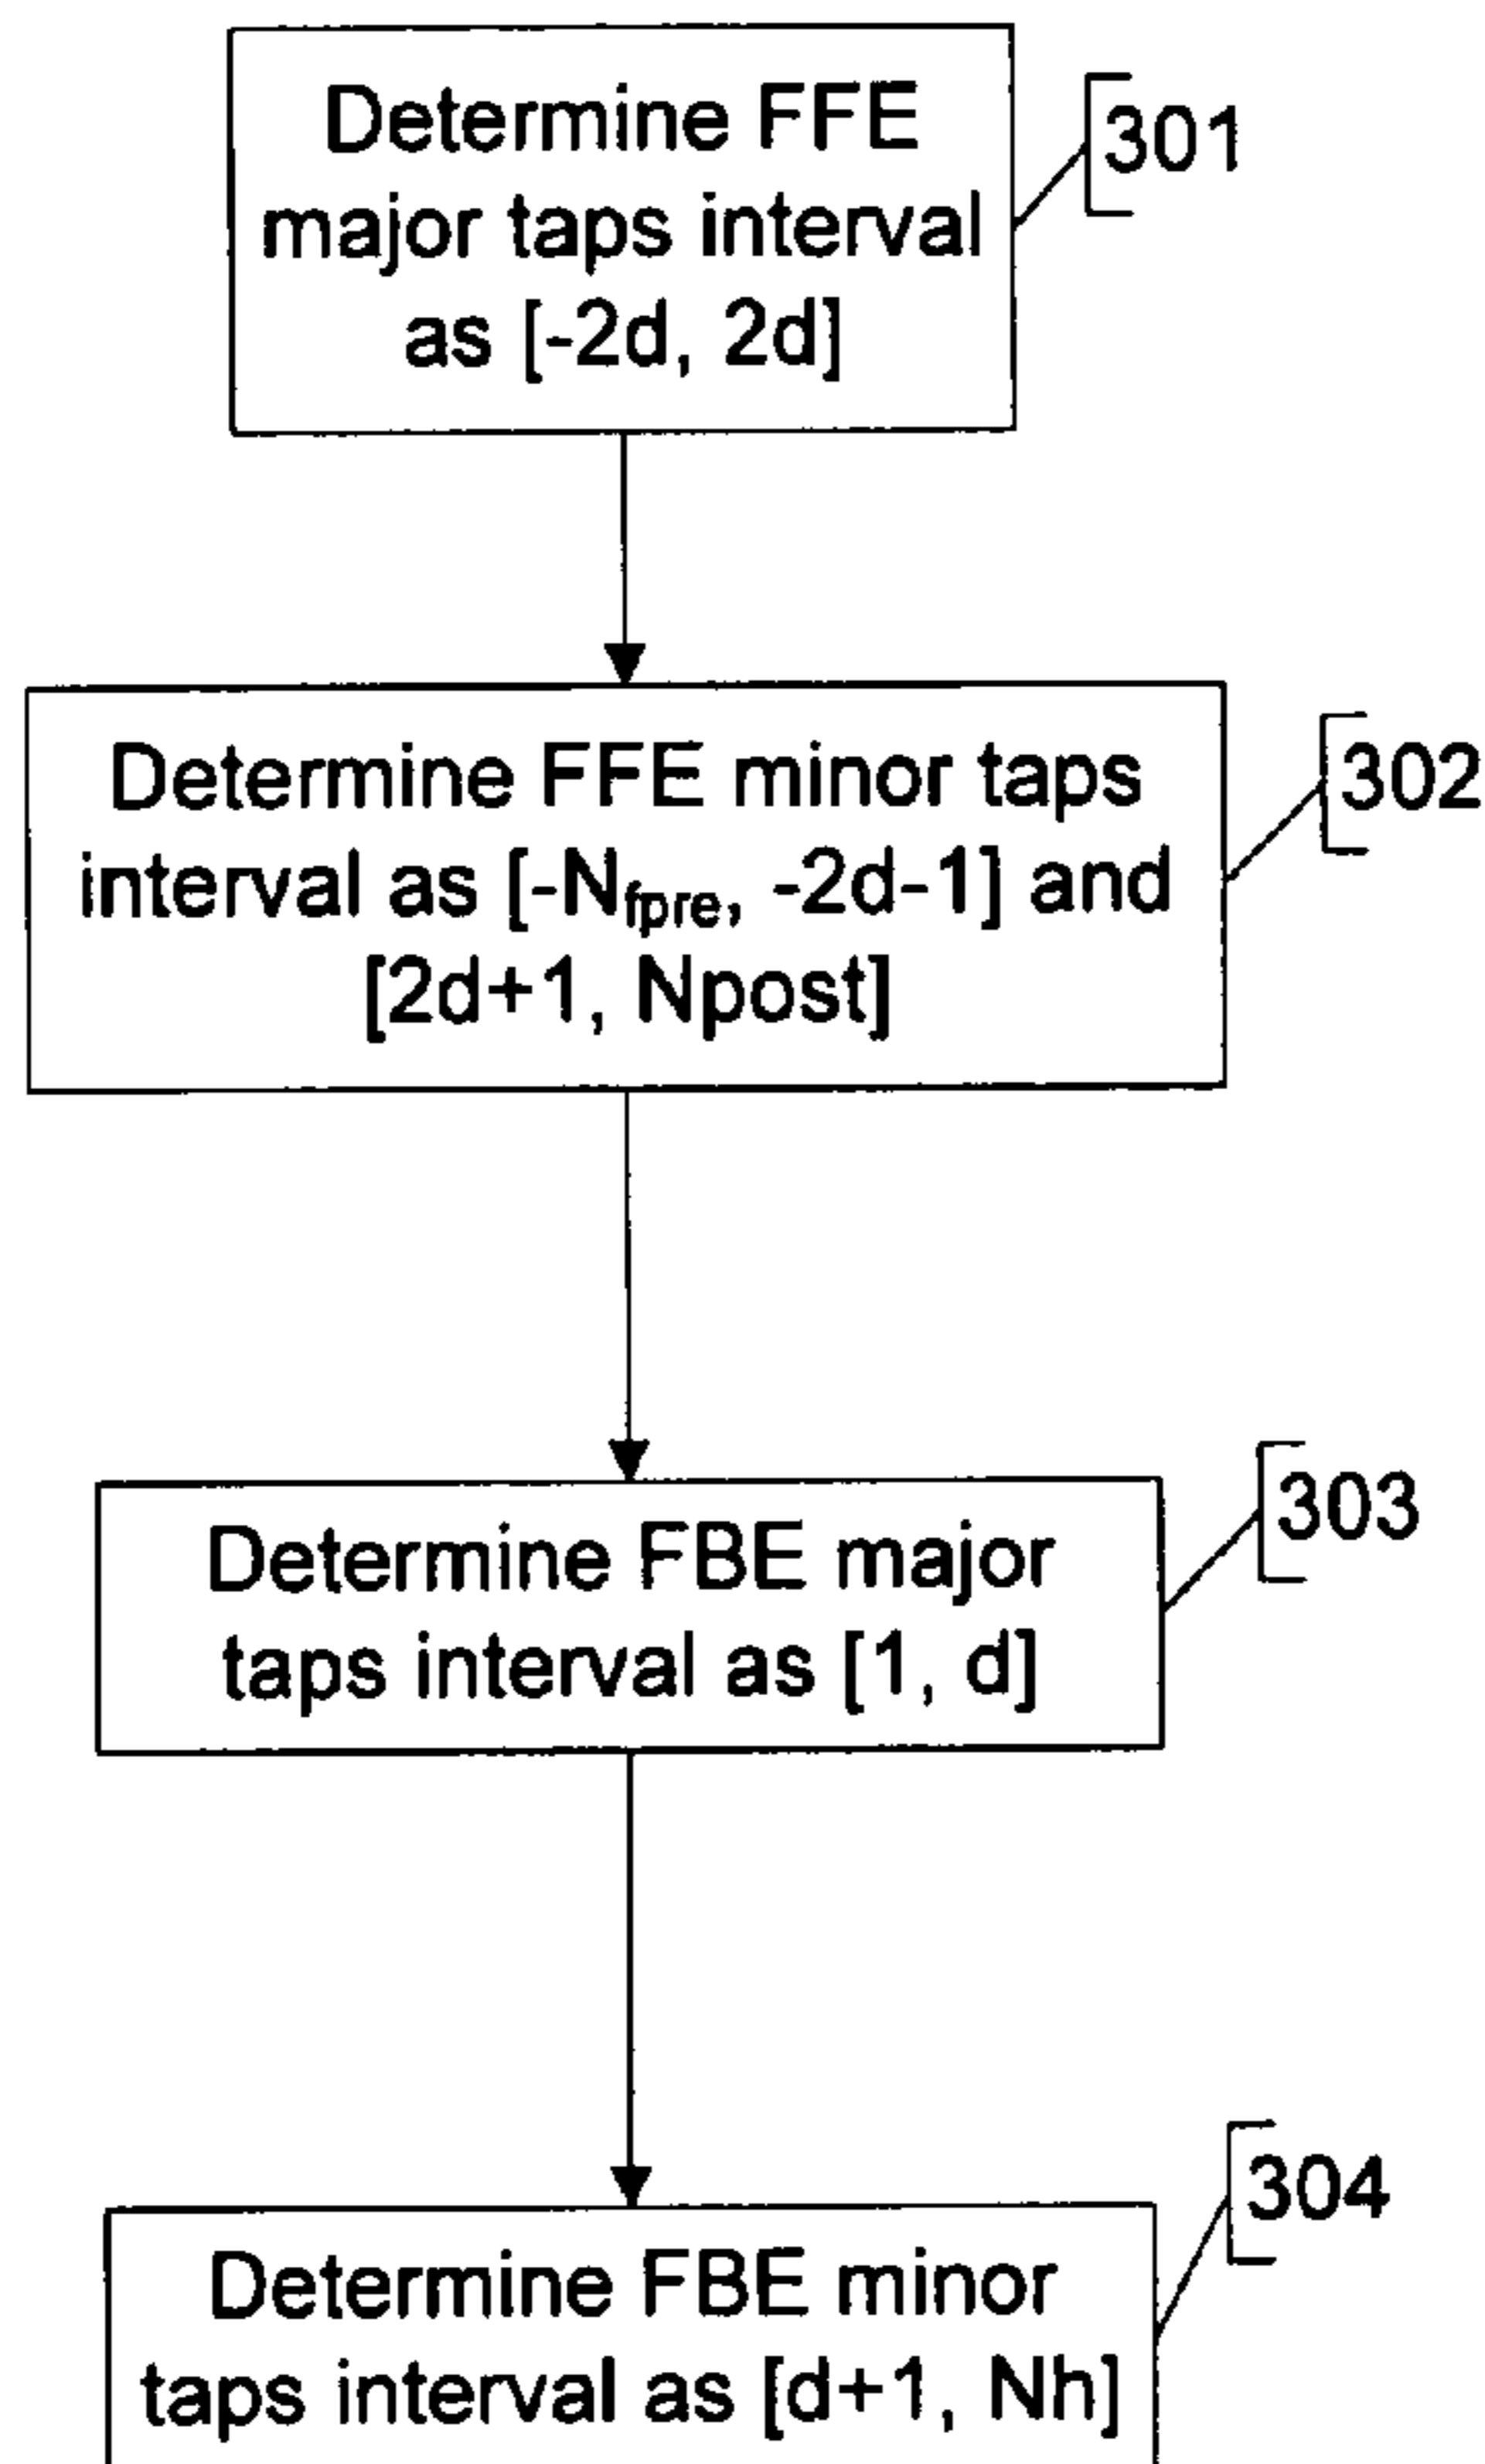 Determine FFE
major taps interval
as [-2d, 2d]
301
Determine FFE minor taps
interval as [-Nfpre, -2d-1] and
[2d+1, Npost]
302
Determine FBE major
taps interval as [1, d]
303
Determine FBE minor
taps interval as [d+1, Nh]
304